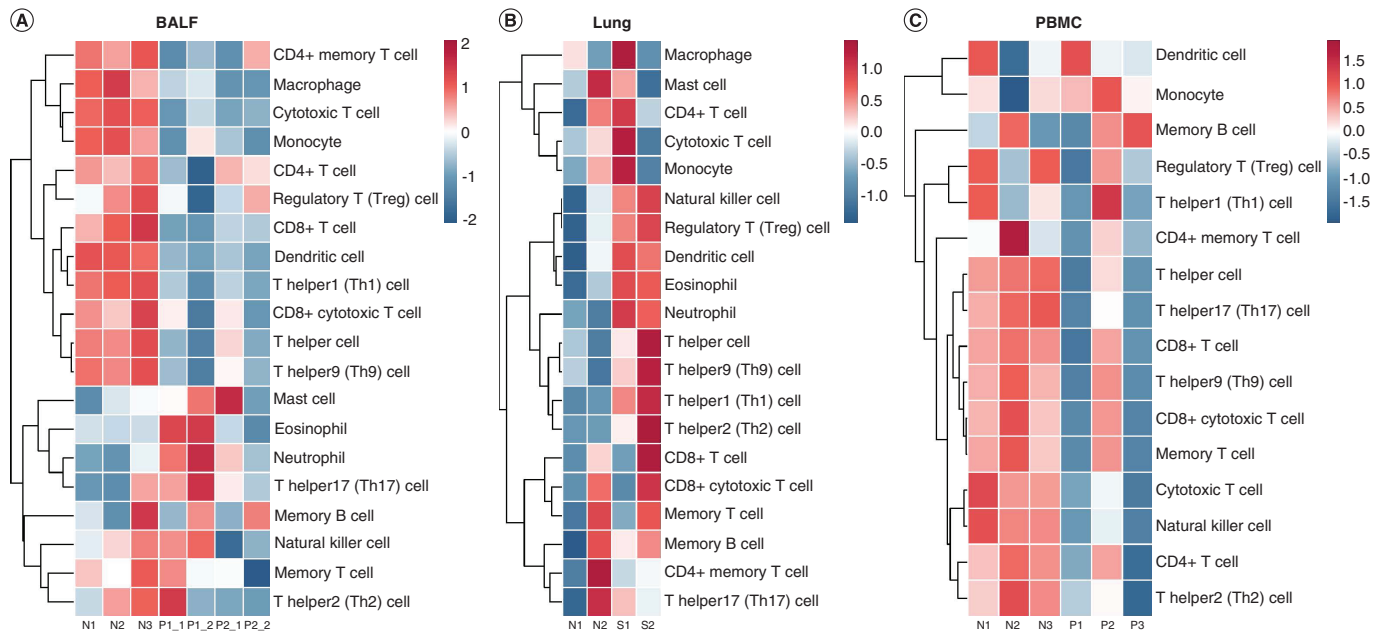 A
BALF
CD4+ memory T cell
Macrophage
Cytotoxic T cell
Monocyte
CD4+ T cell
Regulatory T (Treg) cell
CD8+ T cell
Dendritic cell
T helper1 (Th1) cell
CD8+ cytotoxic T cell
T helper cell
T helper9 (Th9) cell
Mast cell
Eosinophil
Neutrophil
T helper17 (Th17) cell
Memory B cell
Natural killer cell
Memory T cell
T helper2 (Th2) cell
N1 N2 N3 P1_1 P1_2 P2_1 P2_2
2
1
0
-1
-2
B
Lung
Macrophage
Mast cell
CD4+ T cell
Cytotoxic T cell
Monocyte
Natural killer cell
Regulatory T (Treg) cell
Dendritic cell
Eosinophil
Neutrophil
T helper cell
T helper9 (Th9) cell
T helper1 (Th1) cell
T helper2 (Th2) cell
CD8+ T cell
CD8+ cytotoxic T cell
Memory T cell
Memory B cell
CD4+ memory T cell
T helper17 (Th17) cell
N1 N2 S1 S2
1.0
0.5
0.0
-0.5
-1.0
C
PBMC
Dendritic cell
Monocyte
Memory B cell
Regulatory T (Treg) cell
T helper1 (Th1) cell
CD4+ memory T cell
T helper cell
T helper17 (Th17) cell
CD8+ T cell
T helper9 (Th9) cell
CD8+ cytotoxic T cell
Memory T cell
Cytotoxic T cell
Natural killer cell
CD4+ T cell
T helper2 (Th2) cell
N1 N2 N3 P1 P2 P3
1.5
1.0
0.5
0.0
-0.5
-1.0
-1.5